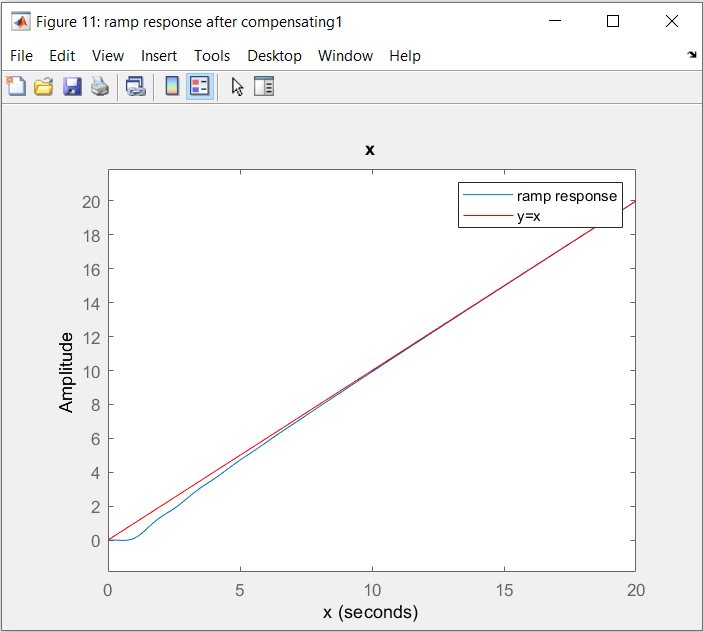 Figure 11: ramp response after compensating1
File Edit View Insert Tools Desktop Window Help
x
ramp response
y=x
20
18
16
14
12
10
8
6
4
2
0
Amplitude
0 5 10 15 20
x (seconds)